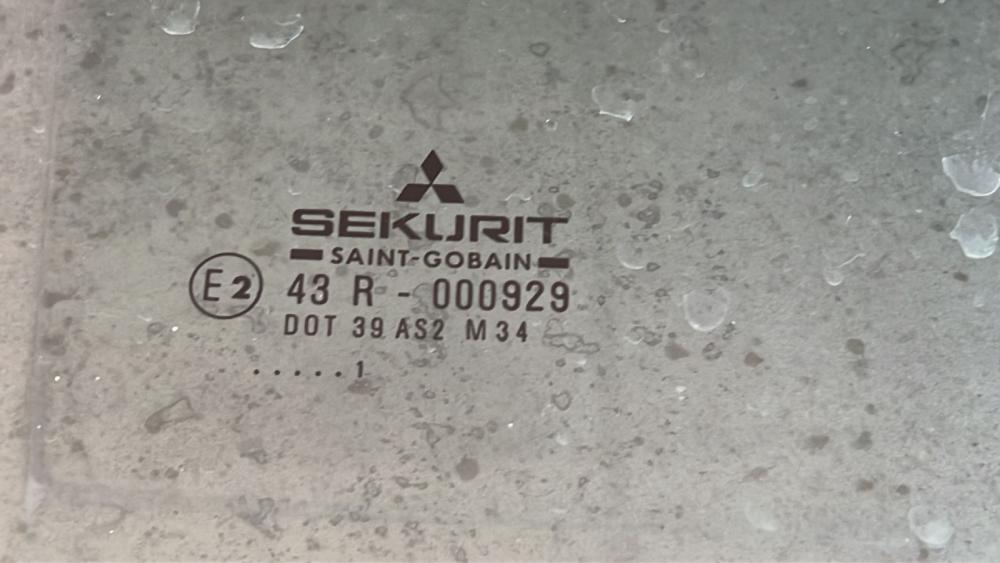 SEKURIT
SAINT-GOBAIN
E2 43 R - 000929
DOT 39 AS2 M34
.....1